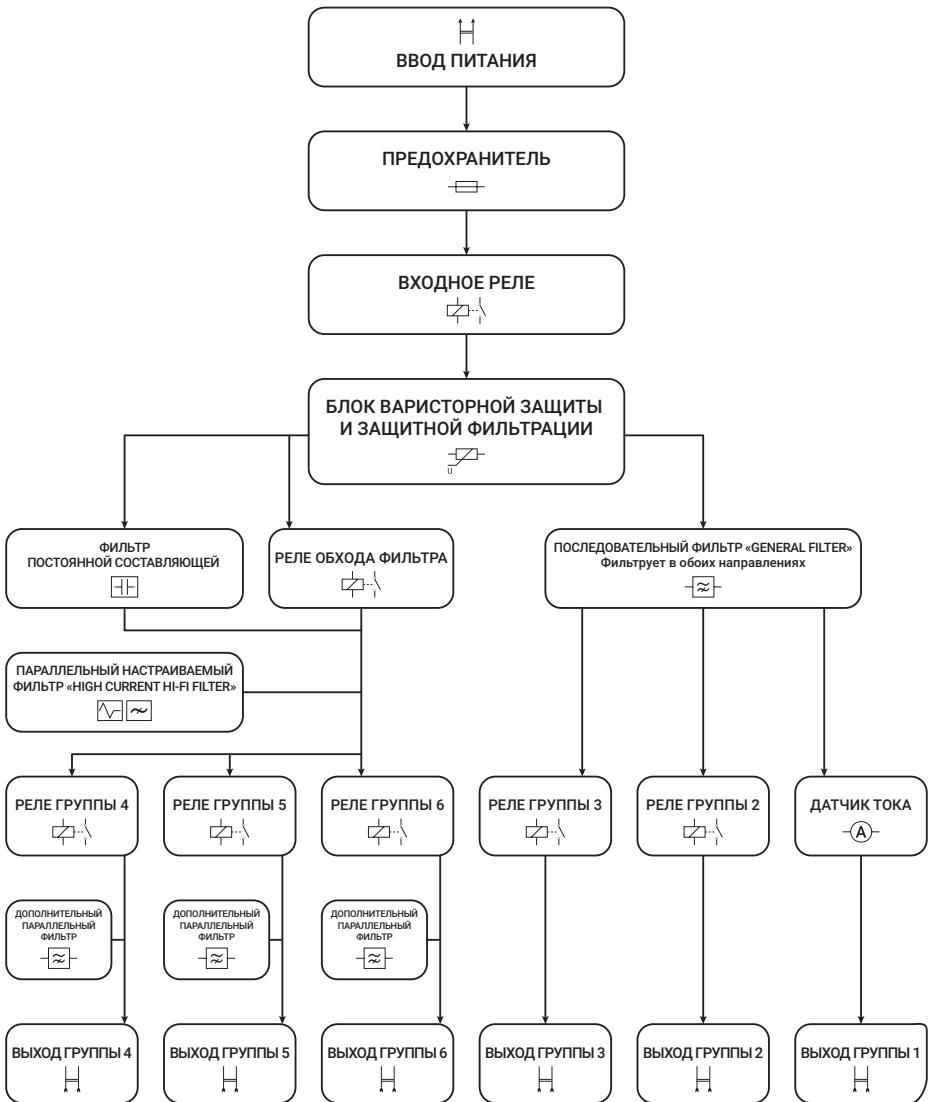 ВВОД ПИТАНИЯ
ПРЕДОХРАНИТЕЛЬ
ВХОДНОЕ РЕЛЕ
БЛОК ВАРИСТОРНОЙ ЗАЩИТЫ
И ЗАЩИТНОЙ ФИЛЬТРАЦИИ
U
ФИЛЬТР
ПОСТОЯННОЙ СОСТАВЛЯЮЩЕЙ
РЕЛЕ ОБХОДА ФИЛЬТРА
ПОСЛЕДОВАТЕЛЬНЫЙ ФИЛЬТР «GENERAL FILTER»
Фильтрует в обоих направлениях
ПАРАЛЛЕЛЬНЫЙ НАСТРАИВАЕМЫЙ
ФИЛЬТР «HIGH CURRENT HI-FI FILTER»
РЕЛЕ ГРУППЫ 4
РЕЛЕ ГРУППЫ 5
РЕЛЕ ГРУППЫ 6
РЕЛЕ ГРУППЫ 3
РЕЛЕ ГРУППЫ 2
ДАТЧИК ТОКА
A
ДОПОЛНИТЕЛЬНЫЙ
ПАРАЛЛЕЛЬНЫЙ
ФИЛЬТР
ДОПОЛНИТЕЛЬНЫЙ
ПАРАЛЛЕЛЬНЫЙ
ФИЛЬТР
ДОПОЛНИТЕЛЬНЫЙ
ПАРАЛЛЕЛЬНЫЙ
ФИЛЬТР
ВЫХОД ГРУППЫ 4
ВЫХОД ГРУППЫ 5
ВЫХОД ГРУППЫ 6
ВЫХОД ГРУППЫ 3
ВЫХОД ГРУППЫ 2
ВЫХОД ГРУППЫ 1